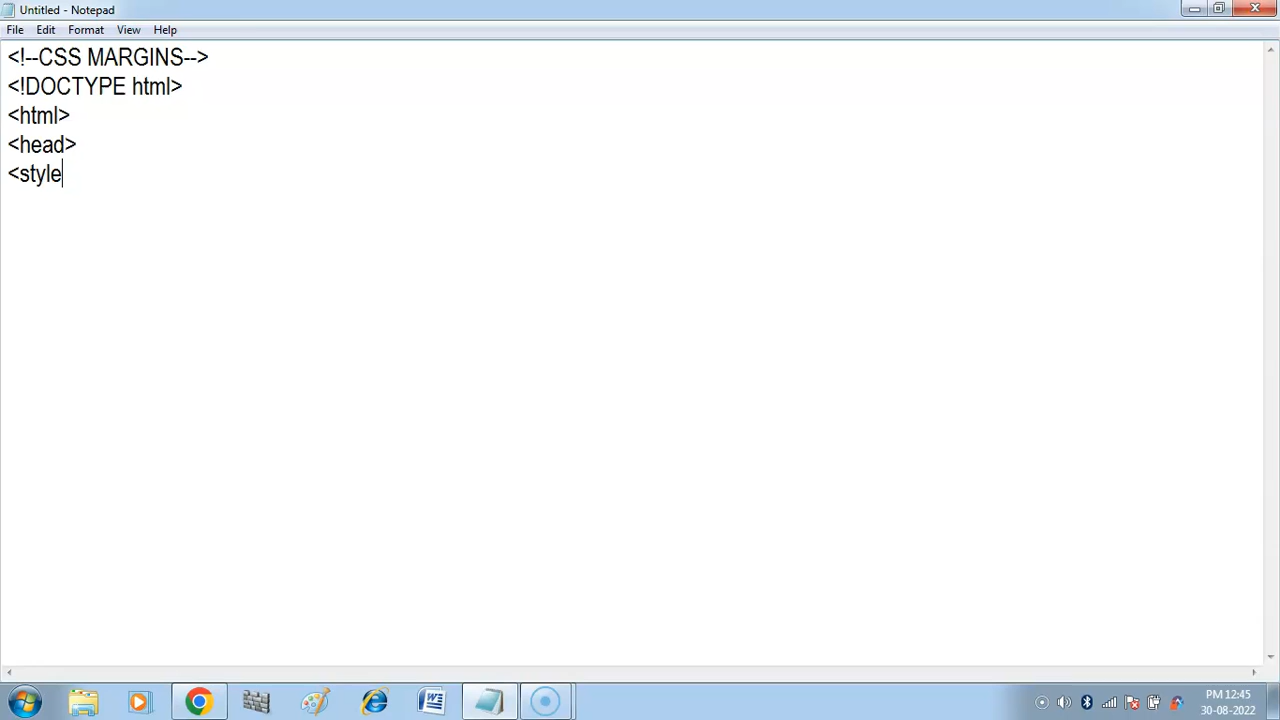 Untitled - Notepad
File Edit Format View Help
<!--CSS MARGINS-->
<!DOCTYPE html>
<html>
<head>
<style
PM 12:45
30-08-2022